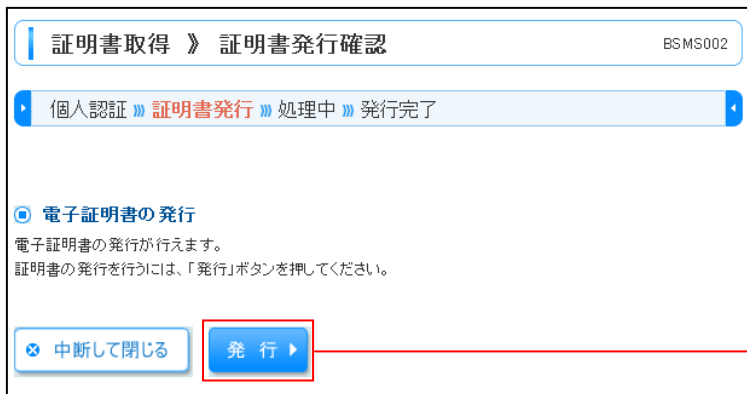 証明書取得 》 証明書発行確認
BSMS002
個人認証 》》 証明書発行 》》 処理中 》》 発行完了
電子証明書の発行
電子証明書の発行が行えます。
証明書の発行を行うには、「発行」ボタンを押してください。
中断して閉じる
発 行